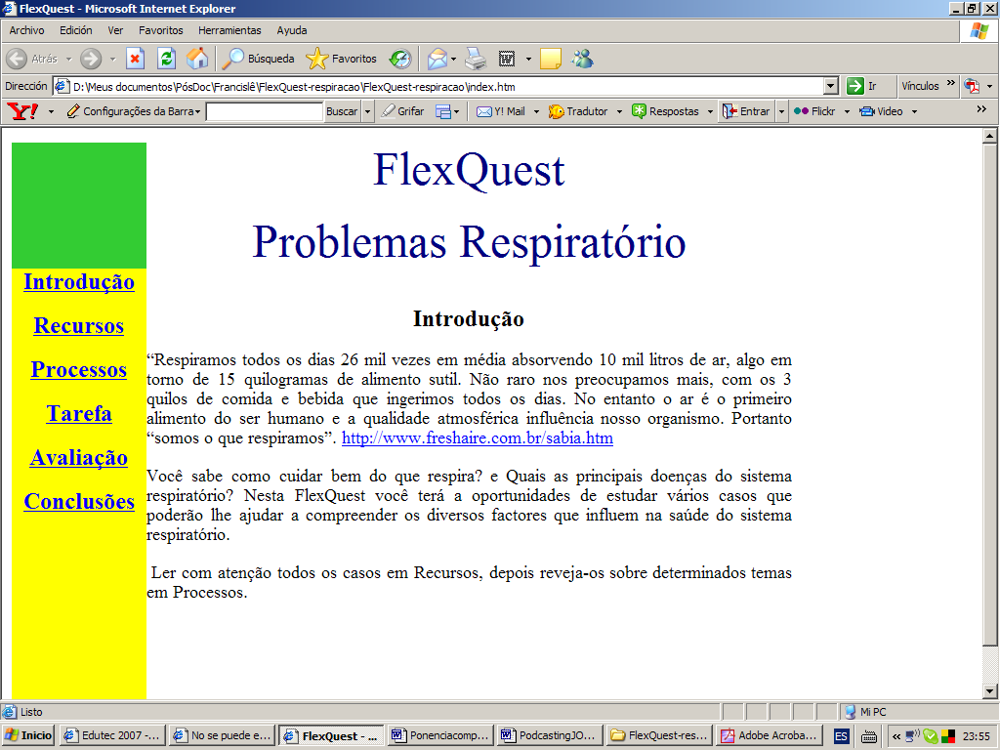 FlexQuest - Microsoft Internet Explorer
Archivo Edición Ver Favoritos Herramientas Ayuda
Atrás Búsqueda Favoritos
Dirección D:\Meus documentos\PósDoc\Francislê\FlexQuest-respiracao\FlexQuest-respiracao\index.htm Ir Vínculos »
Y! Configurações da Barra Buscar Grifar Y! Mail Tradutor Respostas Entrar Flickr Video »
FlexQuest
Problemas Respiratório
Introdução
Recursos
Processos
Tarefa
Avaliação
Conclusões
Introdução
“Respiramos todos os dias 26 mil vezes em média absorvendo 10 mil litros de ar, algo em
torno de 15 quilogramas de alimento sutil. Não raro nos preocupamos mais, com os 3
quilos de comida e bebida que ingerimos todos os dias. No entanto o ar é o primeiro
alimento do ser humano e a qualidade atmosférica influência nosso organismo. Portanto
“somos o que respiramos”. http://www.freshaire.com.br/sabia.htm
Você sabe como cuidar bem do que respira? e Quais as principais doenças do sistema
respiratório? Nesta FlexQuest você terá a oportunidades de estudar vários casos que
poderão lhe ajudar a compreender os diversos factores que influem na saúde do sistema
respiratório.
Ler com atenção todos os casos em Recursos, depois reveja-os sobre determinados temas
em Processos.
Listo Mi PC
Inicio Edutec 2007 -... No se puede e... FlexQuest - ... Ponenciacomp... PodcastingJO... FlexQuest-res... Adobe Acroba... ES « 23:55